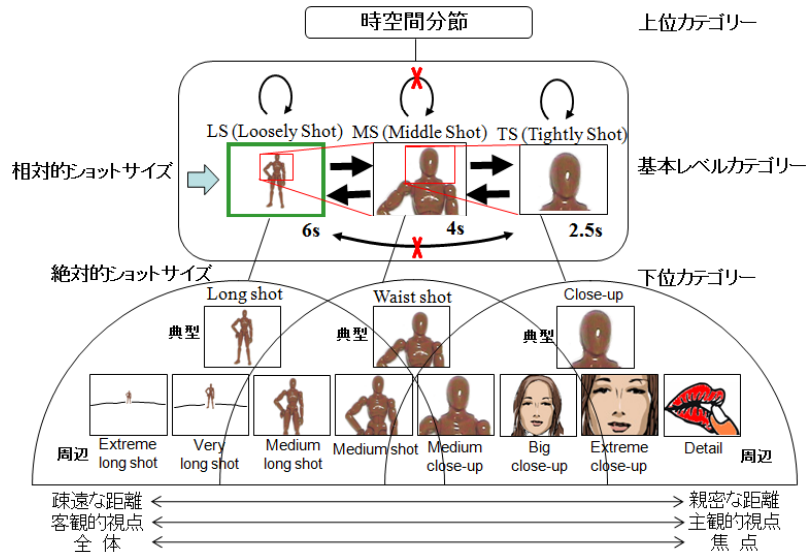 時空間分節
上位カテゴリー
LS (Loosely Shot)
MS (Middle Shot)
TS (Tightly Shot)
相対的ショットサイズ
基本レベルカテゴリー
6s
4s
2.5s
絶対的ショットサイズ
下位カテゴリー
Long shot
Waist shot
Close-up
典型
典型
典型
周辺
Extreme
long shot
Very
long shot
Medium
long shot
Medium shot
Medium
close-up
Big
close-up
Extreme
close-up
Detail
周辺
疎遠な距離
親密な距離
客観的視点
主観的視点
全体
焦点